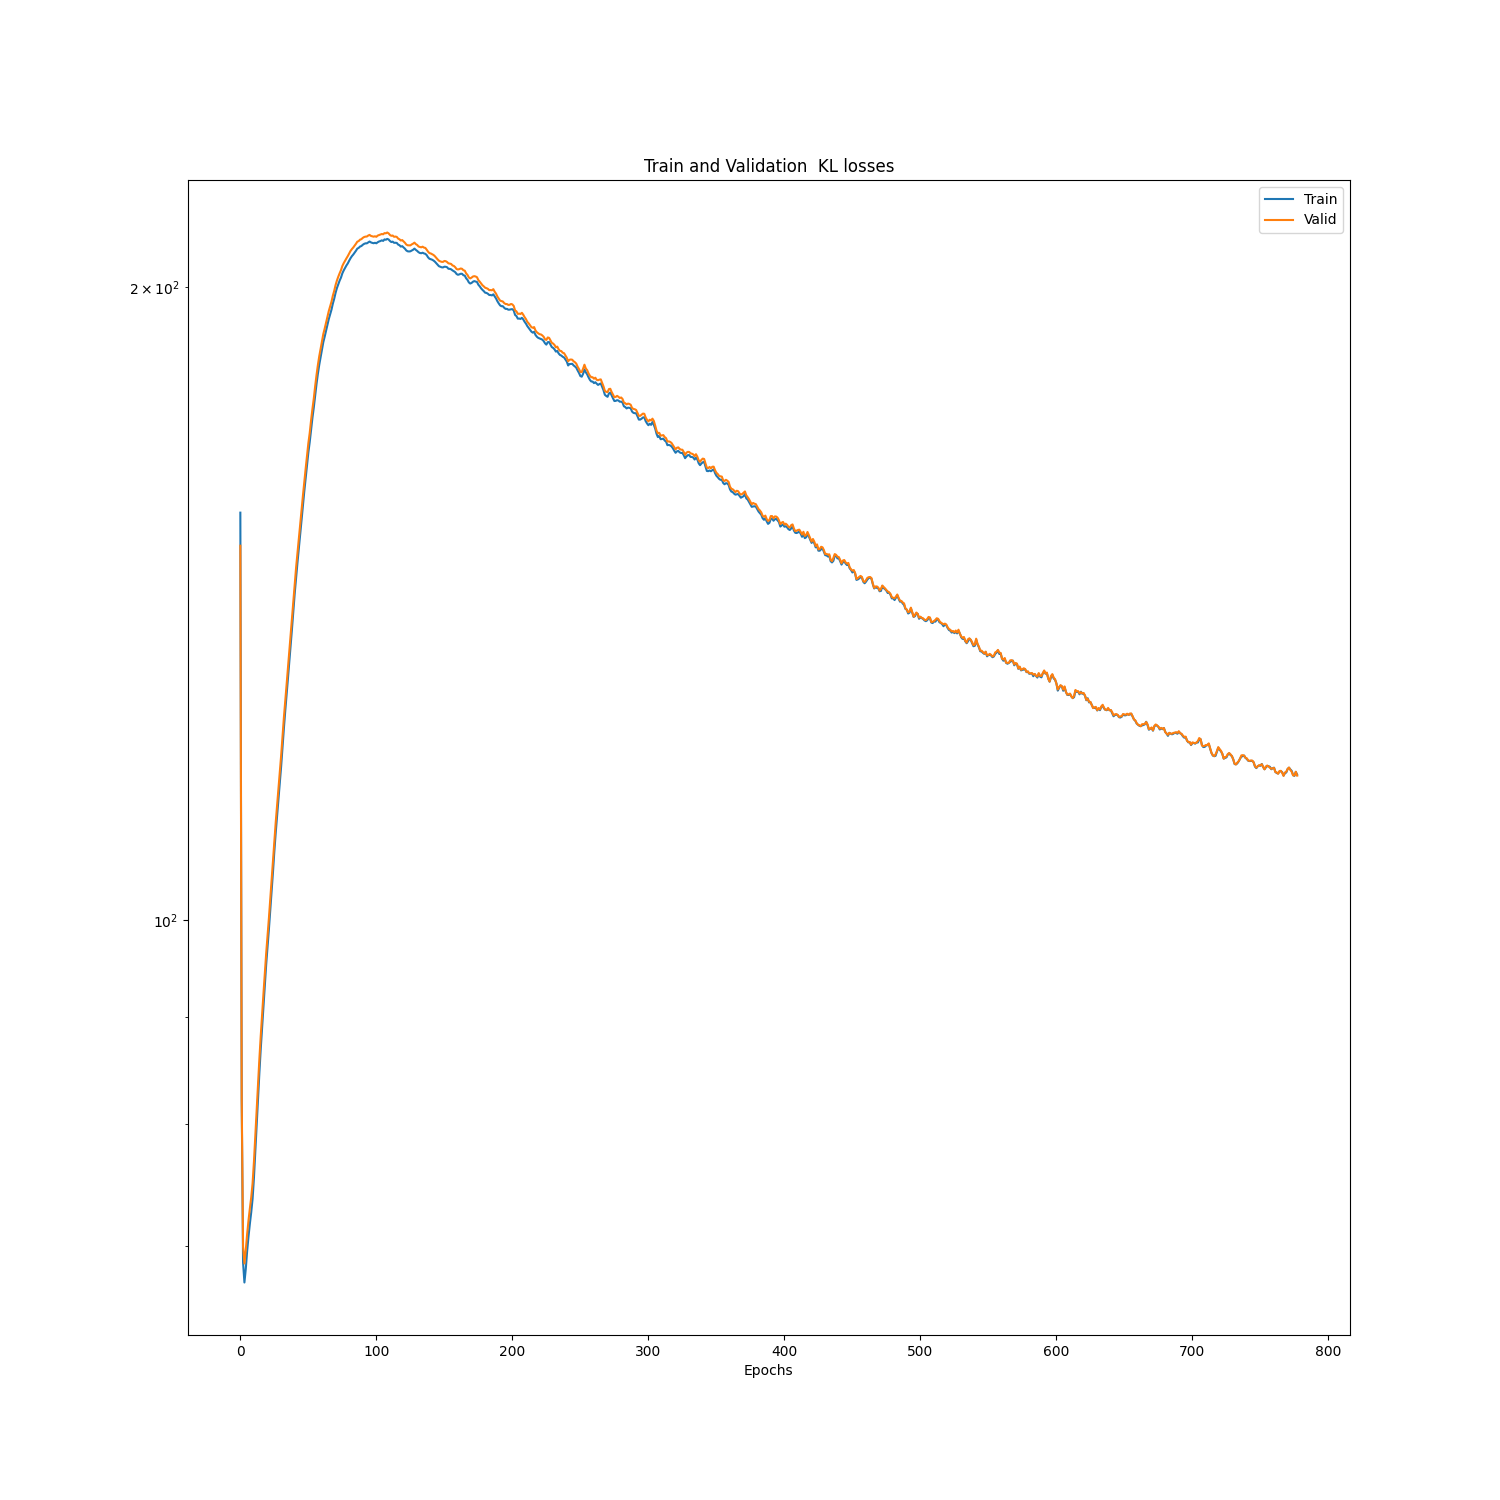 Train and Validation  KL losses
Train
Valid
2 × 10²
10²
0 100 200 300 400 500 600 700 800
Epochs